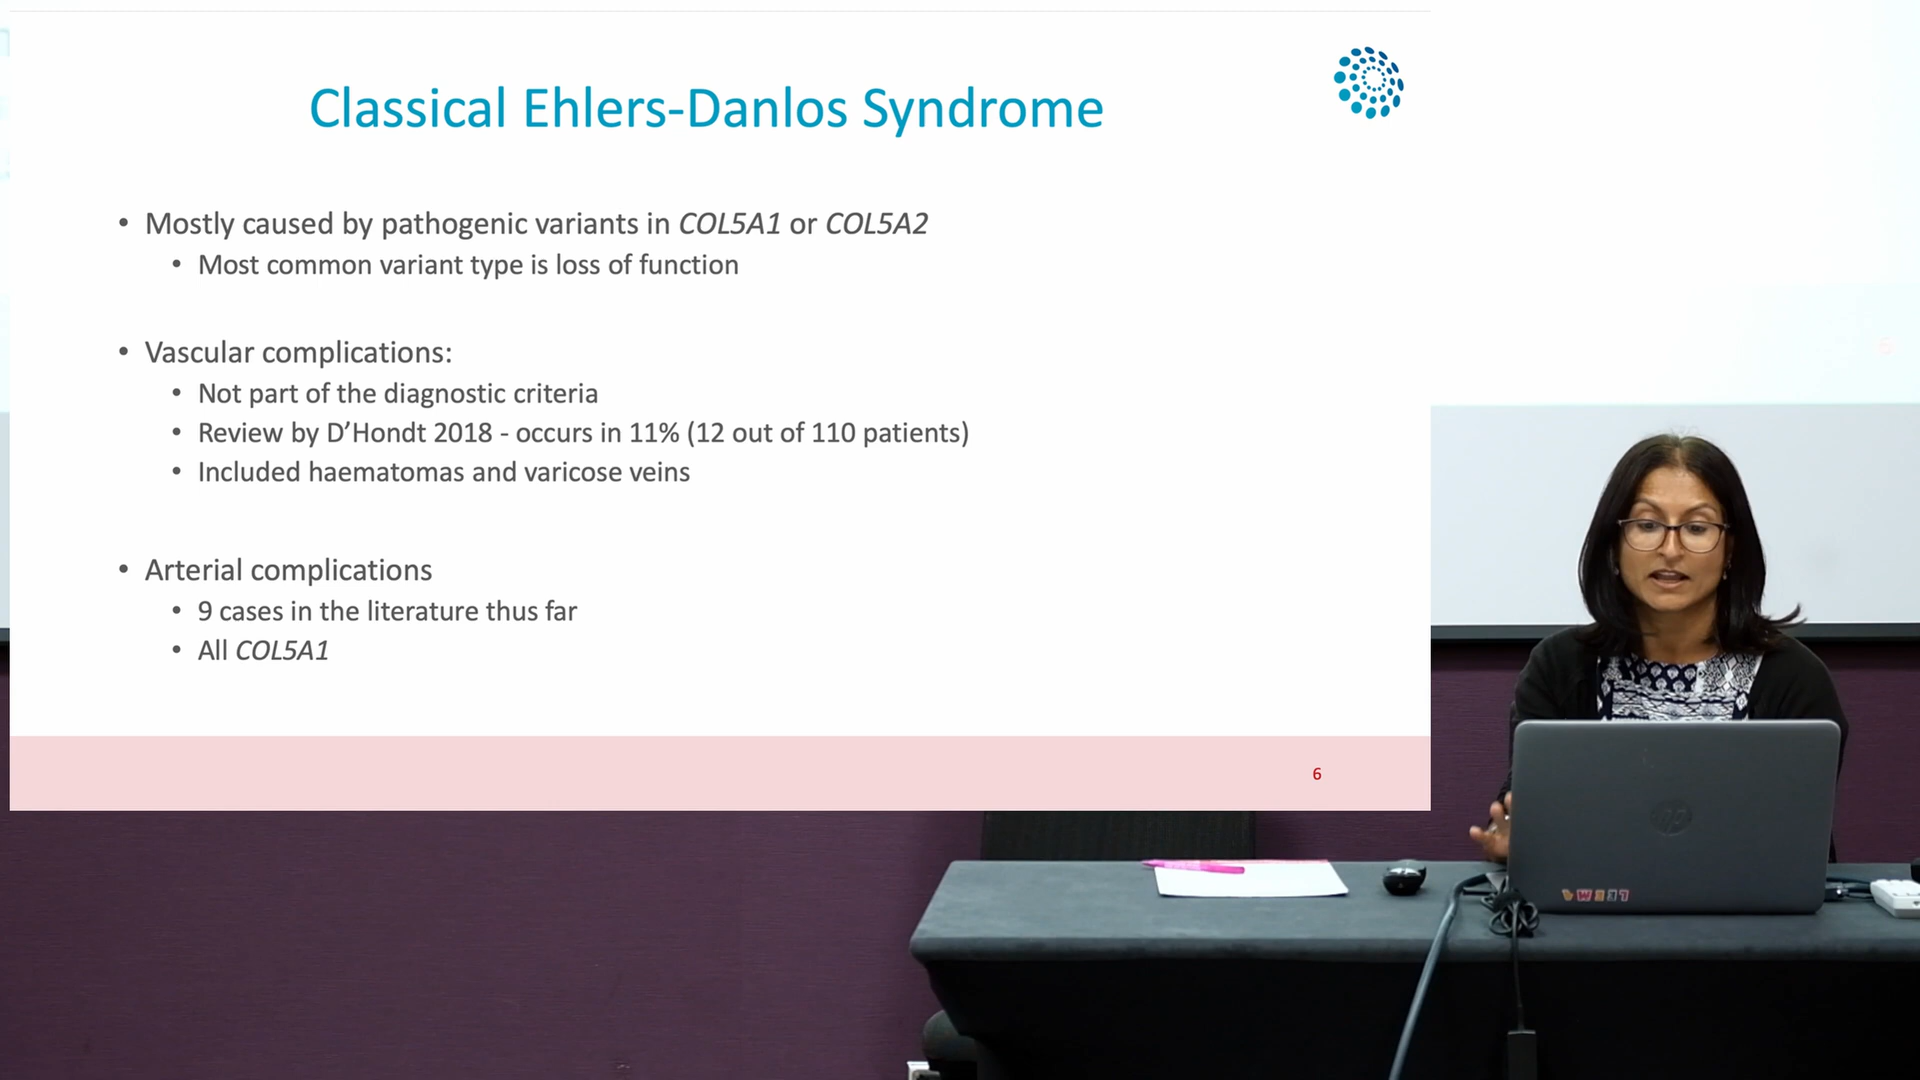 Classical Ehlers-Danlos Syndrome
• Mostly caused by pathogenic variants in COL5A1 or COL5A2
• Most common variant type is loss of function
• Vascular complications:
• Not part of the diagnostic criteria
• Review by D’Hondt 2018 - occurs in 11% (12 out of 110 patients)
• Included haematomas and varicose veins
• Arterial complications
• 9 cases in the literature thus far
• All COL5A1
6
hp